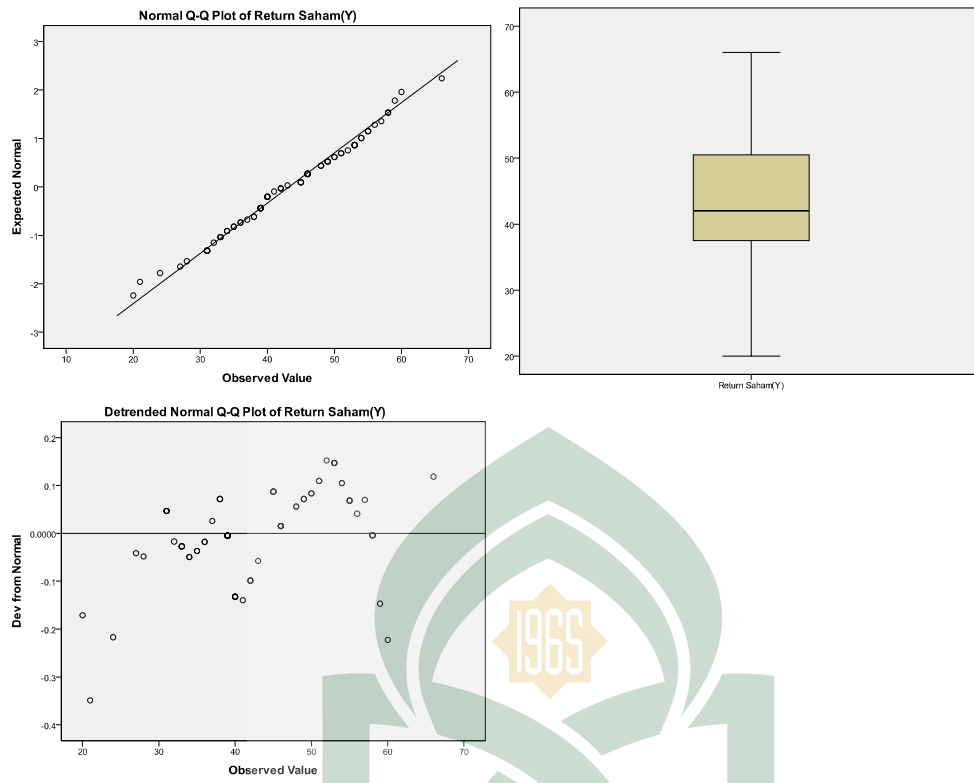 Normal Q-Q Plot of Return Saham(Y)
3
2
1
0
-1
-2
-3
Expected Normal
10 20 30 40 50 60 70
Observed Value
70
60
50
40
30
20
Return Saham(Y)
Detrended Normal Q-Q Plot of Return Saham(Y)
0.2
0.1
0.0000
-0.1
-0.2
-0.3
-0.4
Dev from Normal
20 30 40 50 60 70
Observed Value
1965